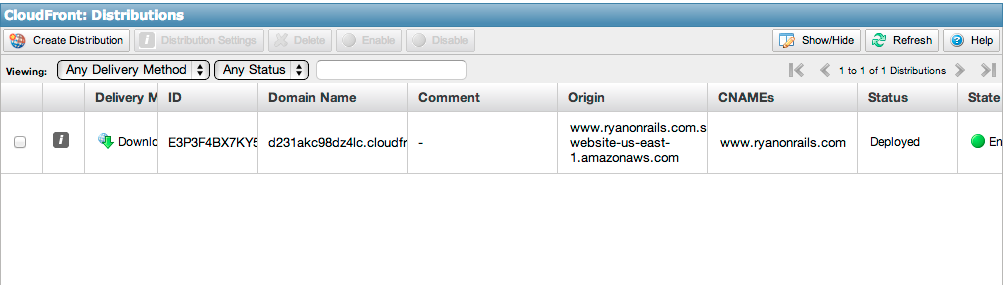 CloudFront: Distributions
Create Distribution Distribution Settings Delete Enable Disable Show/Hide Refresh Help
Viewing: Any Delivery Method Any Status 1 to 1 of 1 Distributions
Delivery M ID Domain Name Comment Origin CNAMEs Status State
Downlo E3P3F4BX7KY5 d231akc98dz4lc.cloudfr - www.ryanonrails.com.s www.ryanonrails.com Deployed En
website-us-east-
1.amazonaws.com